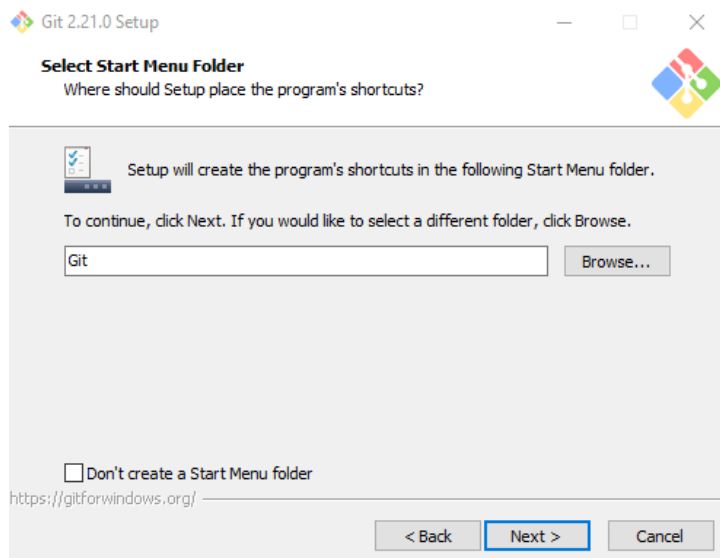 Git 2.21.0 Setup
Select Start Menu Folder
Where should Setup place the program's shortcuts?
Setup will create the program's shortcuts in the following Start Menu folder.
To continue, click Next. If you would like to select a different folder, click Browse.
Git
Browse...
Don't create a Start Menu folder
https://gitforwindows.org/
< Back
Next >
Cancel